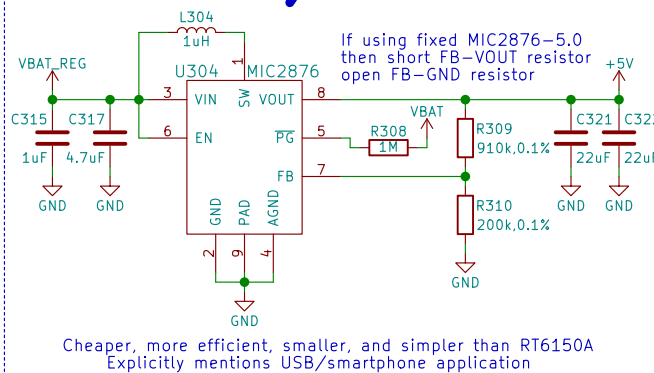 L304
1uH
If using fixed MIC2876-5.0
then short FB-VOUT resistor
open FB-GND resistor
VBAT_REG
+5V
U304
MIC2876
1
SW
3
VIN
VOUT
8
C315
1uF
C317
4.7uF
6
EN
PG
5
R308
1M
VBAT
R309
910k,0.1%
C321
22uF
C322
22uF
FB
7
GND
GND
GND
GND
R310
200k,0.1%
GND
PAD
AGND
2
9
4
GND
GND
Cheaper, more efficient, smaller, and simpler than RT6150A
Explicitly mentions USB/smartphone application